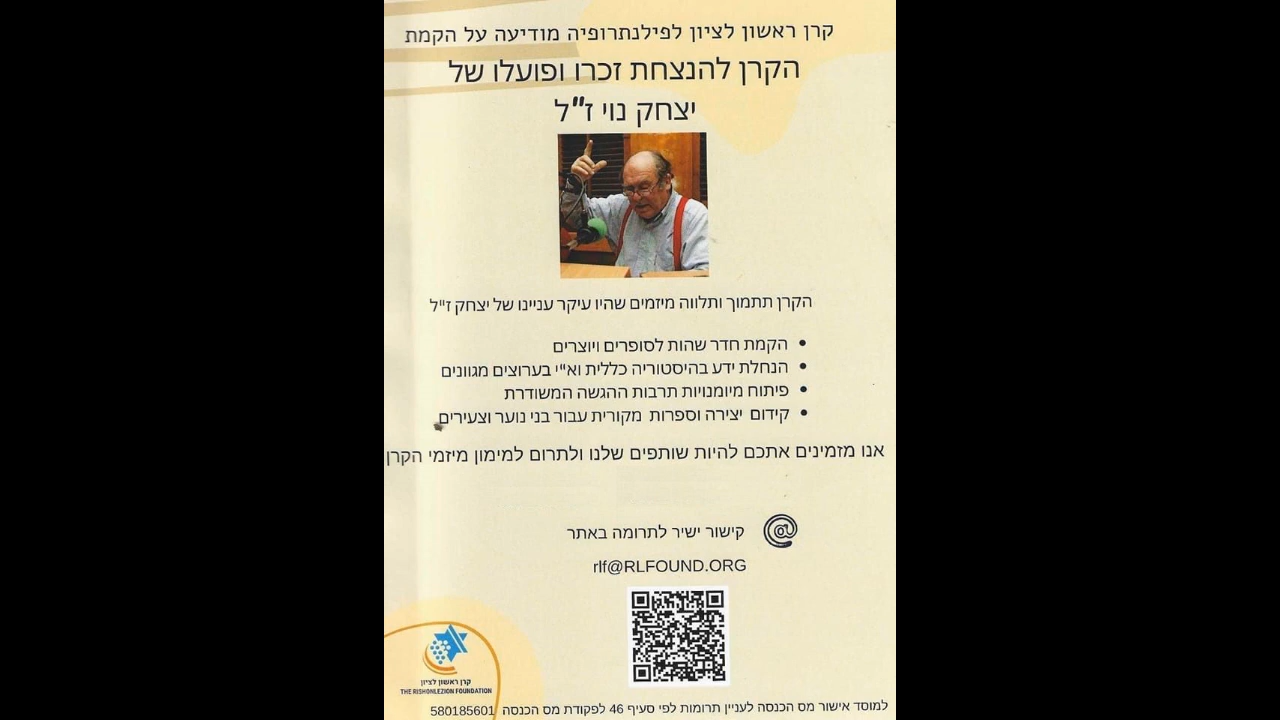 קרן ראשון לציון לפילנתרופיה מודיעה על הקמת
הקרן להנצחת זכרו ופועלו של
יצחק נוי ז"ל
הקרן תתמוך ותלווה מיזמים שהיו עיקר עניינו של יצחק ז"ל
• הקמת חדר שהות לסופרים ויוצרים
• הנחלת ידע בהיסטוריה כללית וא"י בערוצים מגוונים
• פיתוח מיומנויות תרבות ההגשה המשודרת
• קידום יצירה וספרות מקורית עבור בני נוער וצעירים
אנו מזמינים אתכם להיות שותפים שלנו ולתרום למימון מיזמי הקרן
@ קישור ישיר לתרומה באתר
rlf@RLFOUND.ORG
קרן ראשון לציון
THE RISHONLEZION FOUNDATION
למוסד אישור מס הכנסה לעניין תרומות לפי סעיף 46 לפקודת מס הכנסה 580185601